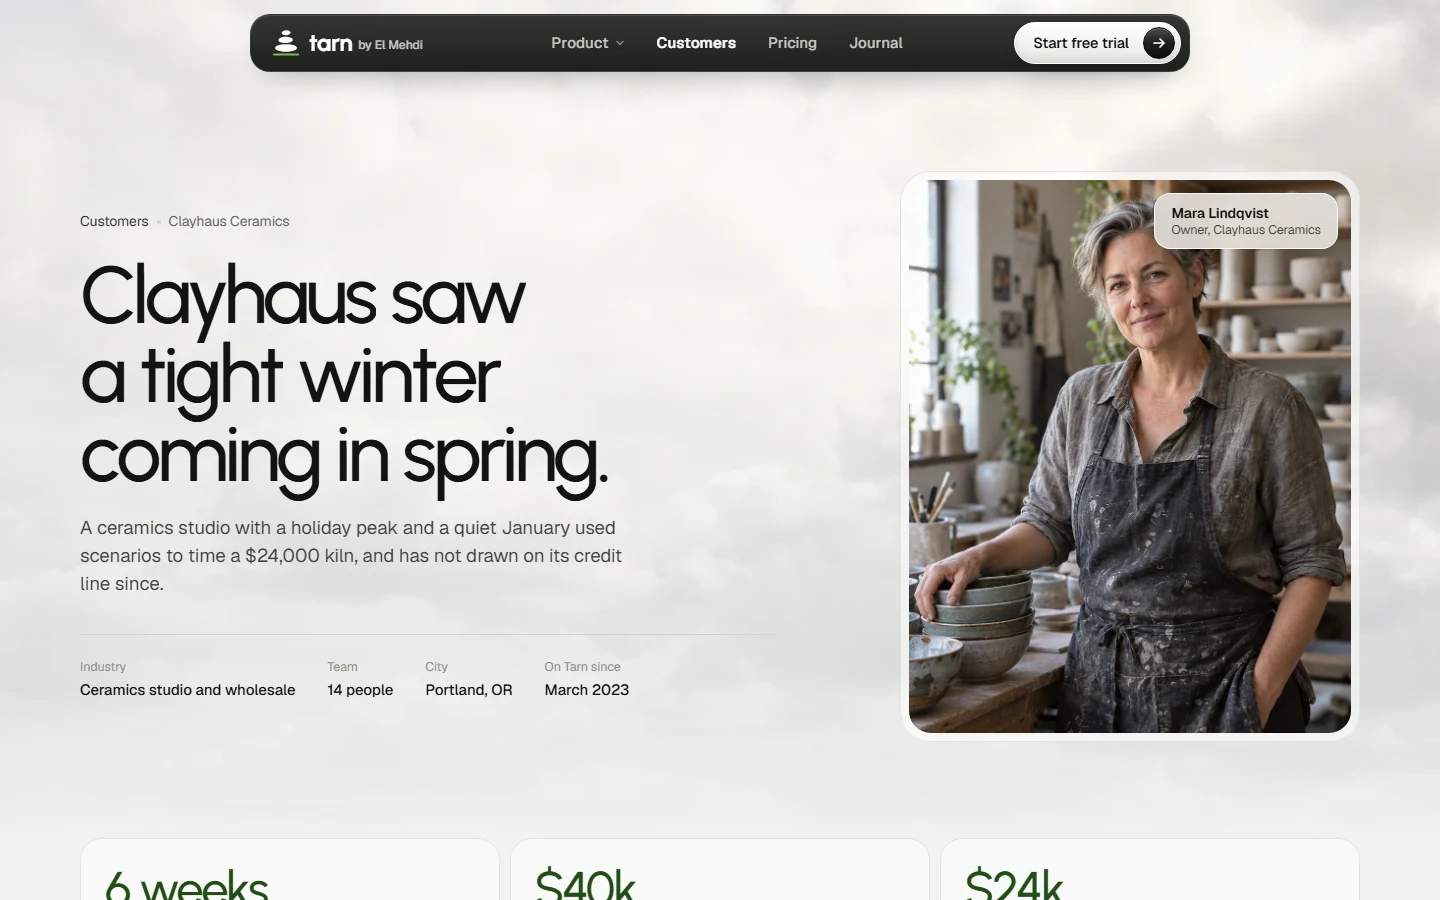 tarn by El Mehdi
Product
Customers
Pricing
Journal
Start free trial
Customers • Clayhaus Ceramics
Clayhaus saw
a tight winter
coming in spring.
A ceramics studio with a holiday peak and a quiet January used
scenarios to time a $24,000 kiln, and has not drawn on its credit
line since.
Industry
Ceramics studio and wholesale
Team
14 people
City
Portland, OR
On Tarn since
March 2023
Mara Lindqvist
Owner, Clayhaus Ceramics
6 weeks
$40k
$24k